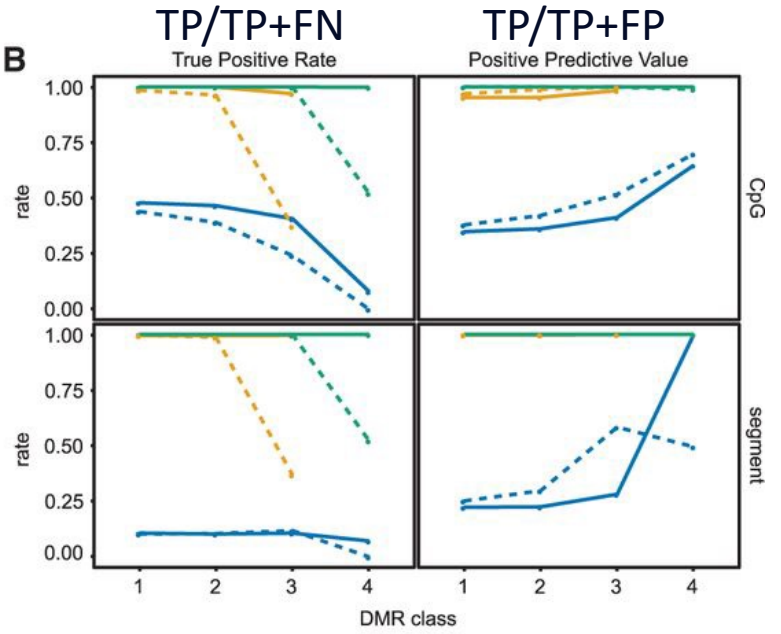 TP/TP+FN TP/TP+FP
B
True Positive Rate Positive Predictive Value
1.00
0.75
0.50
0.25
0.00
rate
CpG
1.00
0.75
0.50
0.25
0.00
rate
segment
1 2 3 4 1 2 3 4
DMR class